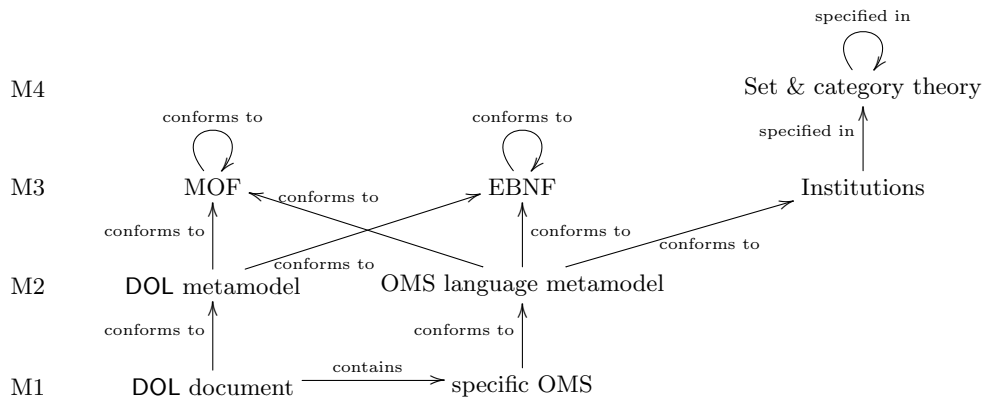 specified in
M4
Set & category theory
conforms to
conforms to
specified in
M3
MOF
EBNF
Institutions
conforms to
conforms to
conforms to
conforms to
conforms to
M2
DOL metamodel
OMS language metamodel
conforms to
conforms to
conforms to
M1
DOL document
contains
specific OMS